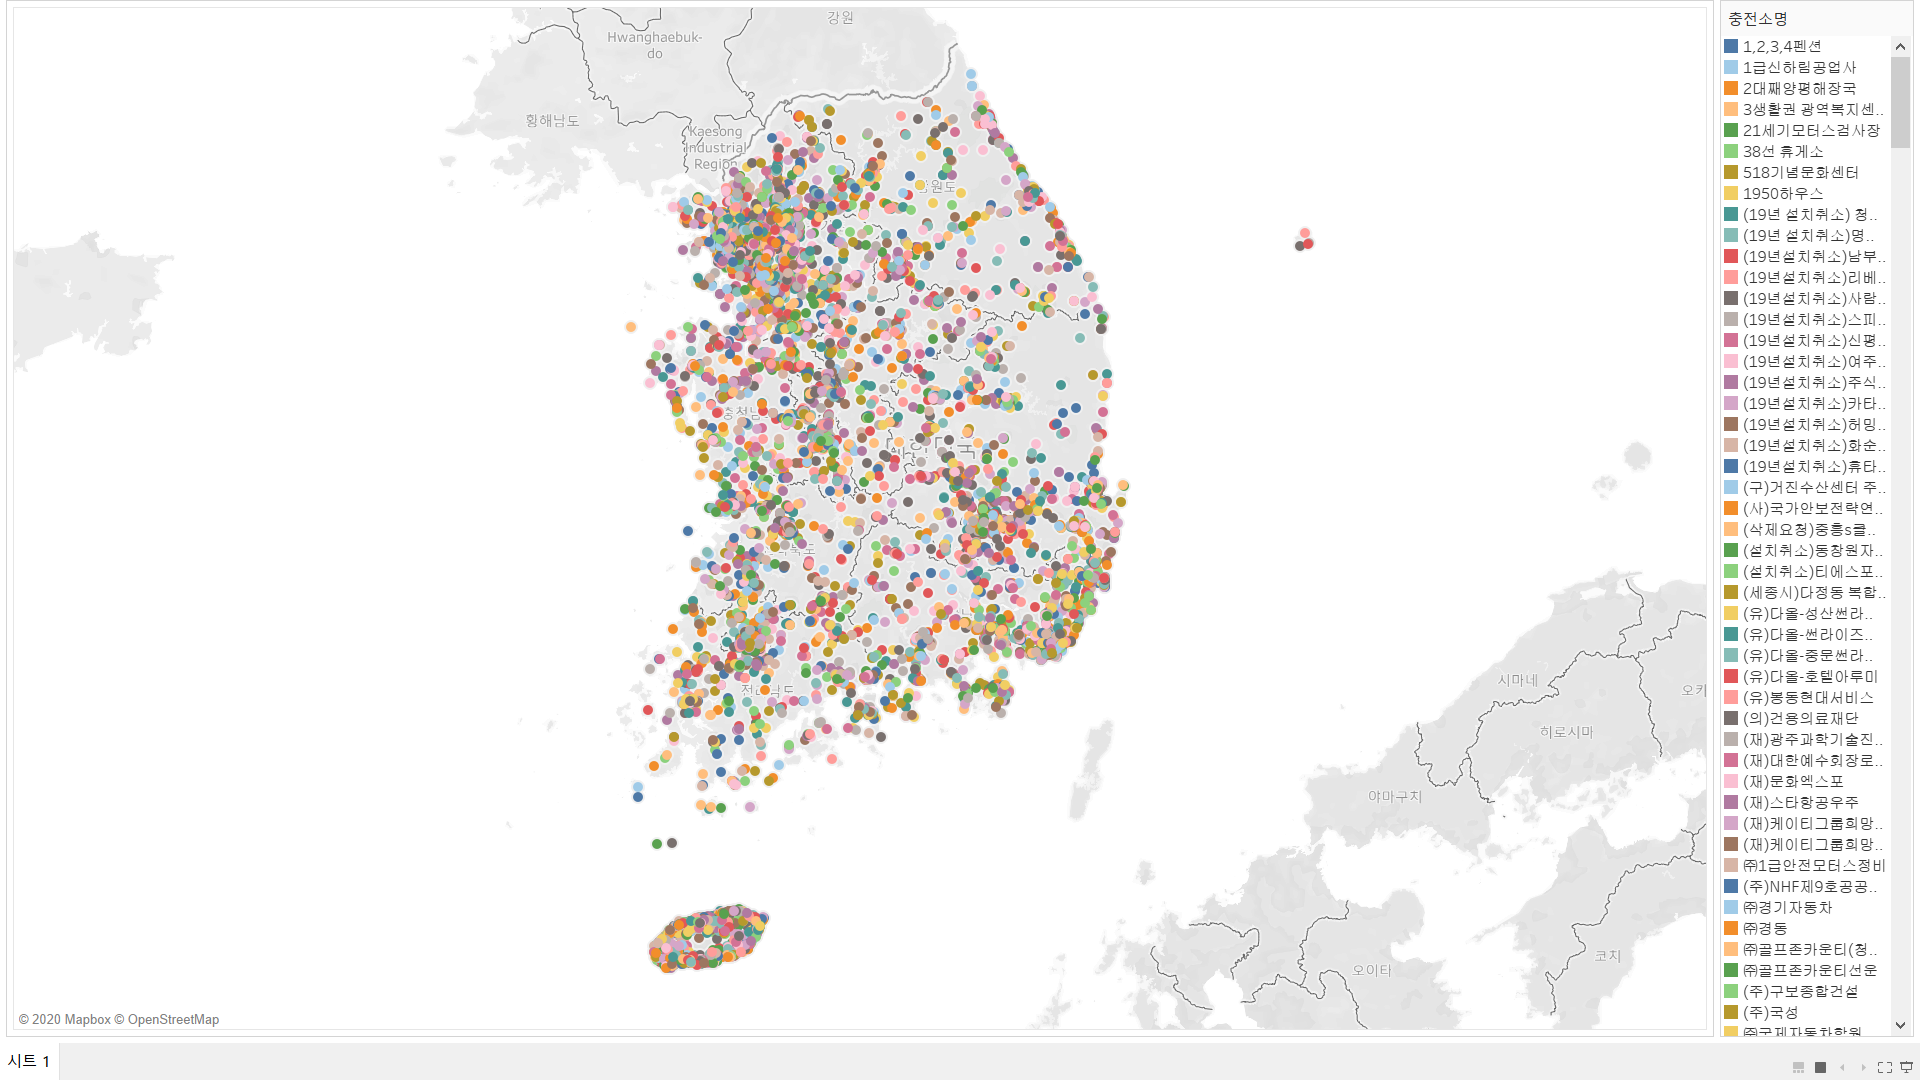 강원
Hwanghaebuk-
do
황해남도
Kaesong
Industrial
Region
시마네
히로시마
야마구치
오이타
코치
© 2020 Mapbox © OpenStreetMap
충전소명
1,2,3,4펜션
1급신하림공업사
2대째양평해장국
3생활권 광역복지센..
21세기모터스검사장
38선 휴게소
518기념문화센터
1950하우스
(19년 설치취소) 청..
(19년 설치취소)명..
(19년설치취소)남부..
(19년설치취소)리베..
(19년설치취소)사람..
(19년설치취소)스피..
(19년설치취소)신평..
(19년설치취소)여주..
(19년설치취소)주식..
(19년설치취소)카타..
(19년설치취소)허밍..
(19년설치취소)화순..
(19년설치취소)휴타..
(구)거진수산센터 주..
(사)국가안보전략연..
(삭제요청)중흥s클..
(설치취소)동창원자..
(설치취소)티에스포..
(세종시)다정동 복합..
(유)다올-성산썬라..
(유)다올-썬라이즈..
(유)다올-중문썬라..
(유)다올-호텔아루미
(유)봉동현대서비스
(의)건용의료재단
(재)광주과학기술진..
(재)대한예수회장로..
(재)문화엑스포
(재)스타항공우주
(재)케이티그룹희망..
(재)케이티그룹희망..
㈜1급안전모터스정비
(주)NHF제9호공공..
㈜경기자동차
㈜경동
㈜골프존카운티(청..
㈜골프존카운티선운
(주)구보종합건설
(주)국성
㈜국제자동차학원
시트 1